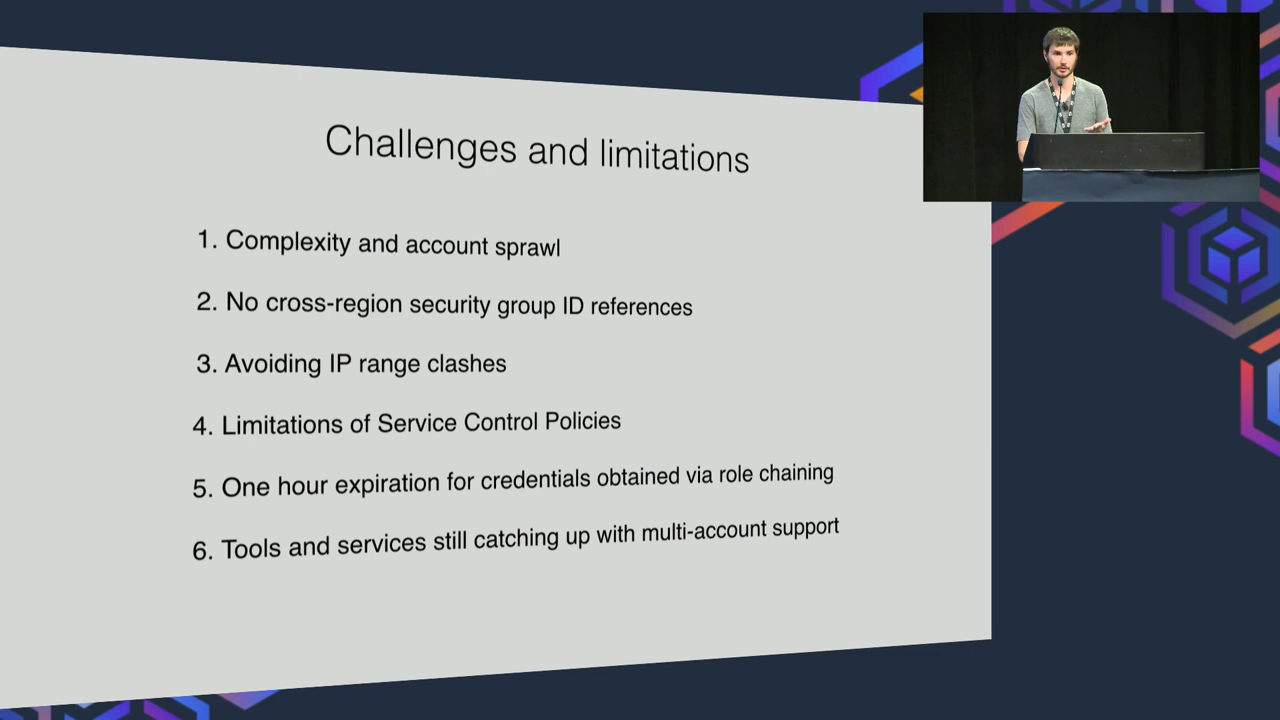 Challenges and limitations
1. Complexity and account sprawl
2. No cross-region security group ID references
3. Avoiding IP range clashes
4. Limitations of Service Control Policies
5. One hour expiration for credentials obtained via role chaining
6. Tools and services still catching up with multi-account support